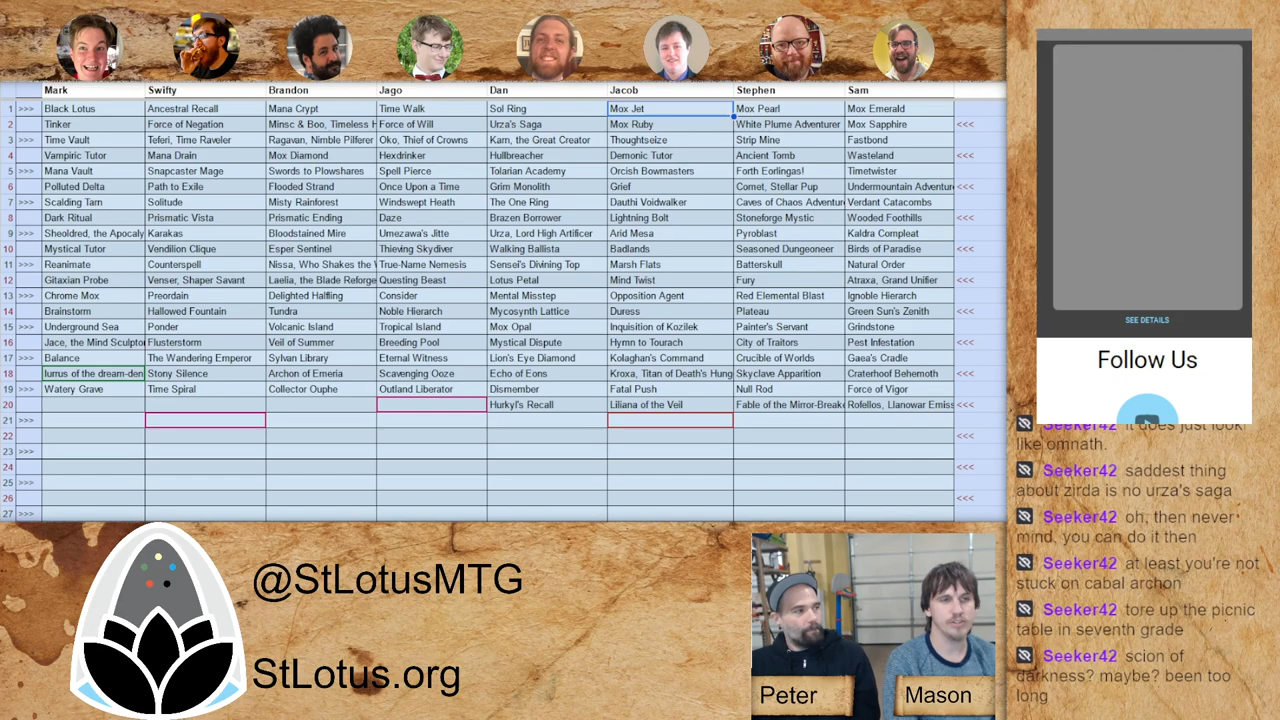 Mark Swifty Brandon Jago Dan Jacob Stephen Sam
1 >>> Black Lotus Ancestral Recall Mana Crypt Time Walk Sol Ring Mox Jet Mox Pearl Mox Emerald
2 Tinker Force of Negation Minsc & Boo, Timeless H Force of Will Urza's Saga Mox Ruby White Plume Adventurer Mox Sapphire <<<
3 >>> Time Vault Teferi, Time Raveler Ragavan, Nimble Pilferer Oko, Thief of Crowns Karn, the Great Creator Thoughtseize Strip Mine Fastbond
4 Vampiric Tutor Mana Drain Mox Diamond Hexdrinker Hullbreacher Demonic Tutor Ancient Tomb Wasteland <<<
5 >>> Mana Vault Snapcaster Mage Swords to Plowshares Spell Pierce Tolarian Academy Orcish Bowmasters Forth Eorlingas! Timetwister
6 Polluted Delta Path to Exile Flooded Strand Once Upon a Time Grim Monolith Grief Comet, Stellar Pup Undermountain Adventure <<<
7 >>> Scalding Tarn Solitude Misty Rainforest Windswept Heath The One Ring Dauthi Voidwalker Caves of Chaos Adventure Verdant Catacombs
8 Dark Ritual Prismatic Vista Prismatic Ending Daze Brazen Borrower Lightning Bolt Stoneforge Mystic Wooded Foothills <<<
9 >>> Sheoldred, the Apocaly Karakas Bloodstained Mire Umezawa's Jitte Urza, Lord High Artificer Arid Mesa Pyroblast Kaldra Compleat
10 Mystical Tutor Vendilion Clique Esper Sentinel Thieving Skydiver Walking Ballista Badlands Seasoned Dungeoneer Birds of Paradise <<<
11 >>> Reanimate Counterspell Nissa, Who Shakes the W True-Name Nemesis Sensei's Divining Top Marsh Flats Batterskull Natural Order
12 Gitaxian Probe Venser, Shaper Savant Laelia, the Blade Reforge Questing Beast Lotus Petal Mind Twist Fury Atraxa, Grand Unifier <<<
13 >>> Chrome Mox Preordain Delighted Halfling Consider Mental Misstep Opposition Agent Red Elemental Blast Ignoble Hierarch
14 Brainstorm Hallowed Fountain Tundra Noble Hierarch Mycosynth Lattice Duress Plateau Green Sun's Zenith <<<
15 >>> Underground Sea Ponder Volcanic Island Tropical Island Mox Opal Inquisition of Kozilek Painter's Servant Grindstone
16 Jace, the Mind Sculptor Flusterstorm Veil of Summer Breeding Pool Mystic Dispute Hymn to Tourach City of Traitors Pest Infestation <<<
17 >>> Balance The Wandering Emperor Sylvan Library Eternal Witness Lion's Eye Diamond Kolaghan's Command Crucible of Worlds Gaea's Cradle
18 lurrus of the dream-den Stony Silence Archon of Emeria Scavenging Ooze Echo of Eons Kroxa, Titan of Death's Hung Skyclave Apparition Craterhoof Behemoth <<<
19 >>> Watery Grave Time Spiral Collector Ouphe Outland Liberator Dismember Fatal Push Null Rod Force of Vigor
20 Hurkyl's Recall Liliana of the Veil Fable of the Mirror-Breake Rofellos, Llanowar Emiss <<<
21 >>>
22 <<<
23 >>>
24 <<<
25 >>>
26 <<<
27 >>>
@StLotusMTG
StLotus.org
Peter
Mason
SEE DETAILS
Follow Us
Seeker42 it does just look
like omnath.
Seeker42 saddest thing
about zirda is no urza's saga
Seeker42 oh, then never
mind, you can do it then
Seeker42 at least you're not
stuck on cabal archon
Seeker42 tore up the picnic
table in seventh grade
Seeker42 scion of
darkness? maybe? been too
long